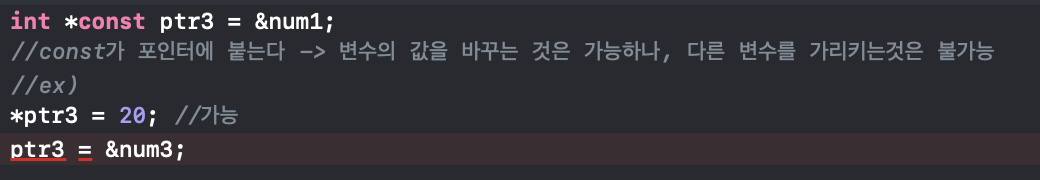 int *const ptr3 = &num1;
//const가 포인터에 붙는다 -> 변수의 값을 바꾸는 것은 가능하나, 다른 변수를 가리키는것은 불가능
//ex)
*ptr3 = 20; //가능
ptr3 = &num3;